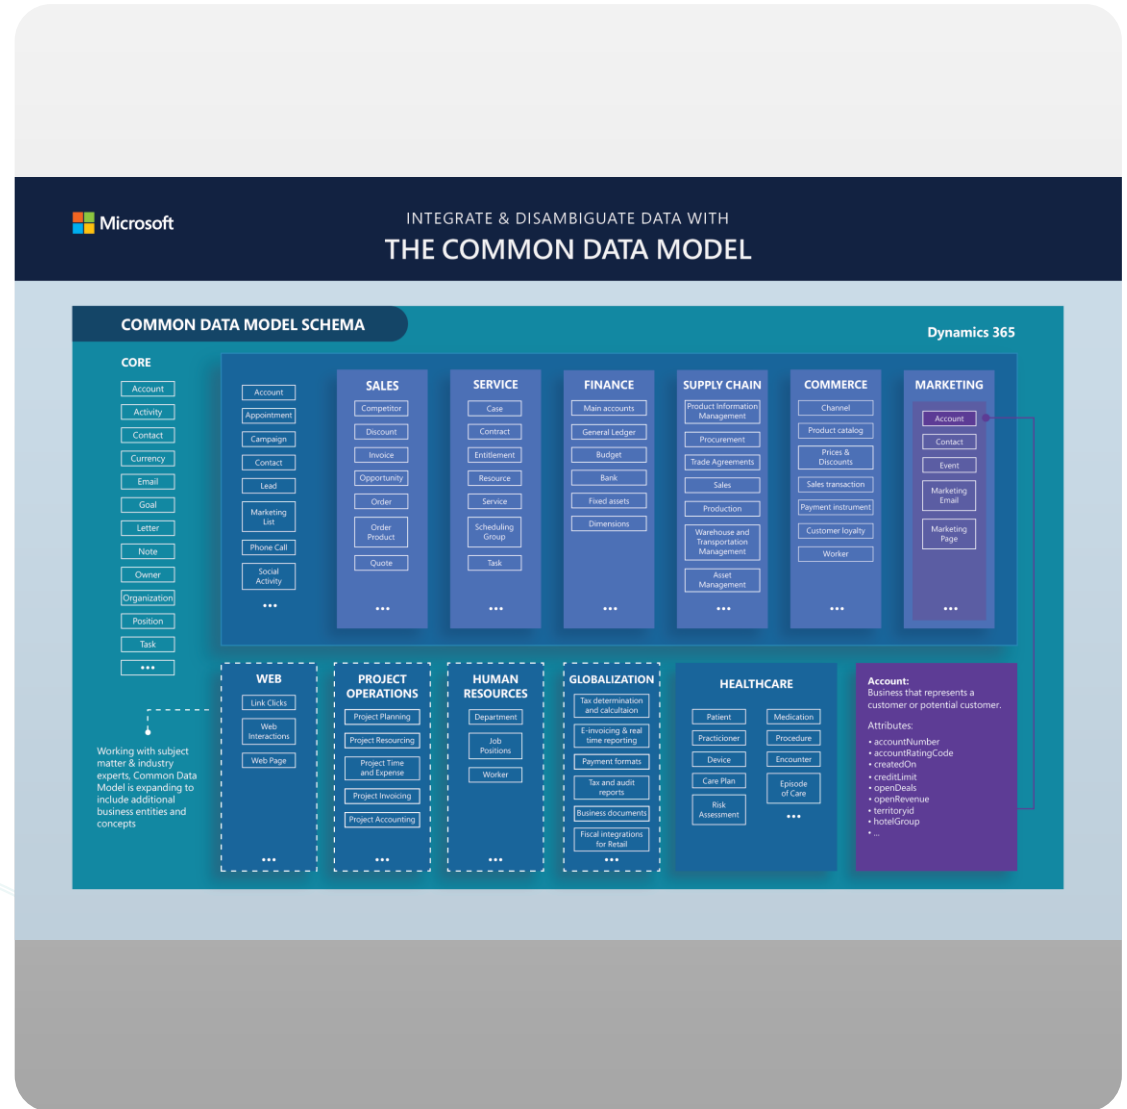 Microsoft
INTEGRATE & DISAMBIGUATE DATA WITH
THE COMMON DATA MODEL
COMMON DATA MODEL SCHEMA
Dynamics 365
CORE
Account
Activity
Contact
Currency
Email
Goal
Letter
Note
Owner
Organization
Position
Task
•••
Account
Appointment
Campaign
Contact
Lead
Marketing
List
Phone Call
Social
Activity
•••
SALES
Competitor
Discount
Invoice
Opportunity
Order
Order
Product
Quote
•••
SERVICE
Case
Contract
Entitlement
Resource
Service
Scheduling
Group
Task
•••
FINANCE
Main accounts
General Ledger
Budget
Bank
Fixed assets
Dimensions
•••
SUPPLY CHAIN
Product Information
Management
Procurement
Trade Agreements
Sales
Production
Warehouse and
Transportation
Management
Asset
Management
•••
COMMERCE
Channel
Product catalog
Prices &
Discounts
Sales transaction
Payment instrument
Customer loyalty
Worker
•••
MARKETING
Account
Contact
Event
Marketing
Email
Marketing
Page
•••
Working with subject
matter & industry
experts, Common Data
Model is expanding to
include additional
business entities and
concepts
WEB
Link Clicks
Web
Interactions
Web Page
•••
PROJECT
OPERATIONS
Project Planning
Project Resourcing
Project Time
and Expense
Project Invoicing
Project Accounting
•••
HUMAN
RESOURCES
Department
Job
Positions
Worker
•••
GLOBALIZATION
Tax determination
and calcultaion
E-invoicing & real
time reporting
Payment formats
Tax and audit
reports
Business documents
Fiscal integrations
for Retail
•••
HEALTHCARE
Patient
Practicioner
Device
Care Plan
Risk
Assessment
Medication
Procedure
Encounter
Episode
of Care
•••
Account:
Business that represents a
customer or potential customer.
Attributes:
• accountNumber
• accountRatingCode
• createdOn
• creditLimit
• openDeals
• openRevenue
• territoryid
• hotelGroup
• ...